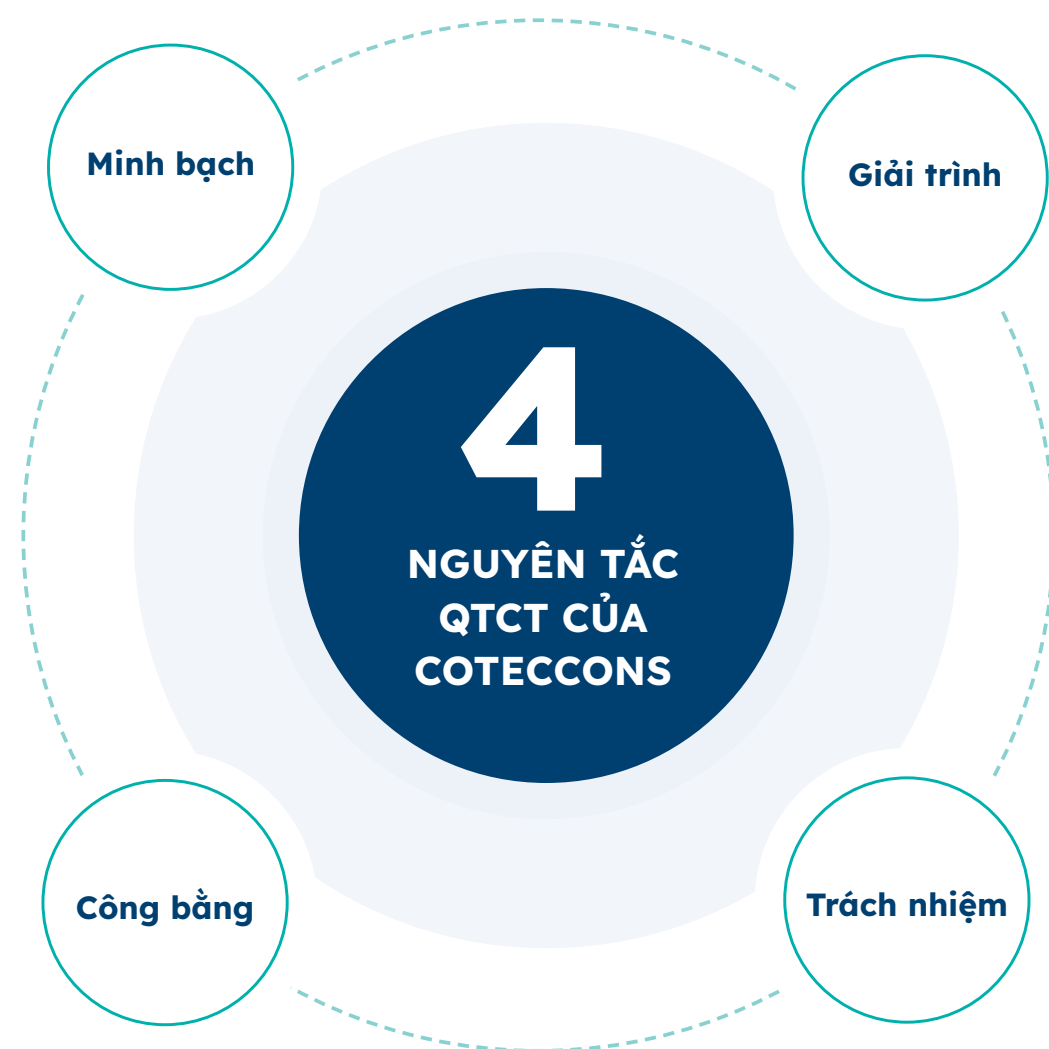 Minh bạch
Giải trình
4
NGUYÊN TẮC
QTCT CỦA
COTECCONS
Công bằng
Trách nhiệm